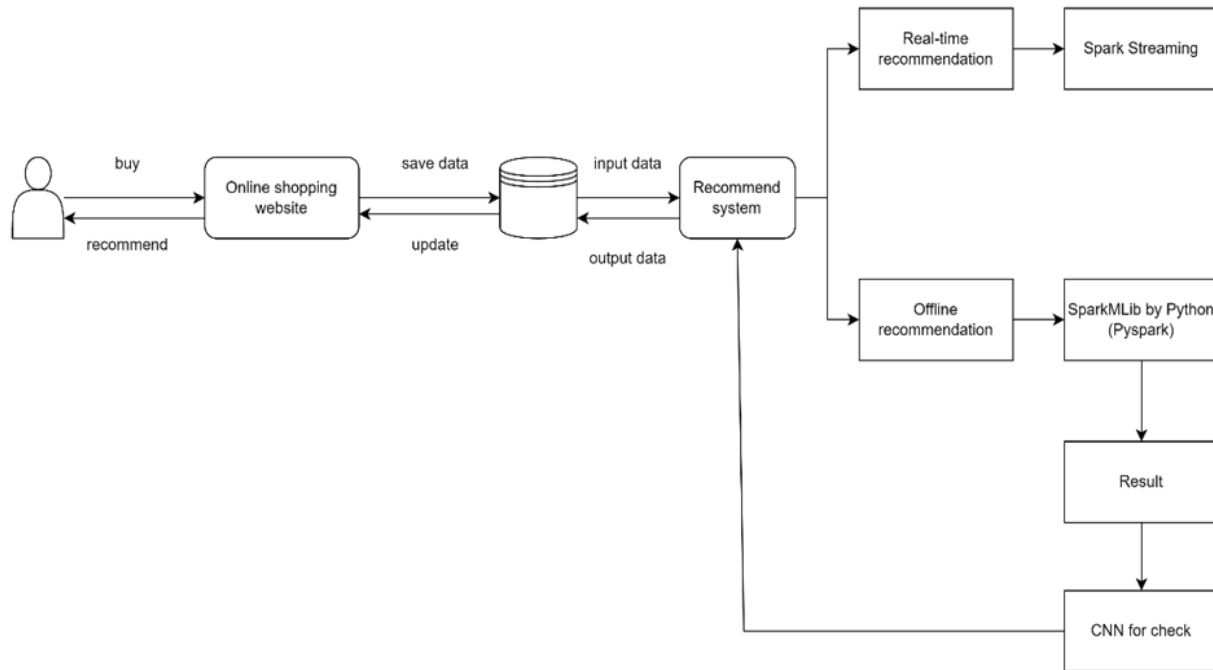 Real-time
recommendation
Spark Streaming
buy
save data
input data
Online shopping
website
Recommend
system
recommend
update
output data
Offline
recommendation
SparkMLib by Python
(Pyspark)
Result
CNN for check